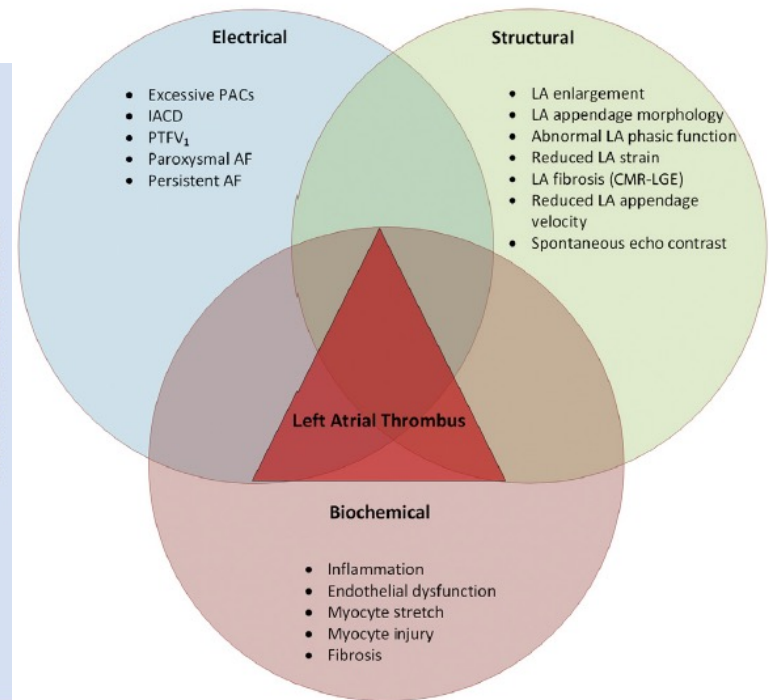 Electrical
• Excessive PACs
• IACD
• PTFV₁
• Paroxysmal AF
• Persistent AF
Structural
• LA enlargement
• LA appendage morphology
• Abnormal LA phasic function
• Reduced LA strain
• LA fibrosis (CMR-LGE)
• Reduced LA appendage
velocity
• Spontaneous echo contrast
Left Atrial Thrombus
Biochemical
• Inflammation
• Endothelial dysfunction
• Myocyte stretch
• Myocyte injury
• Fibrosis